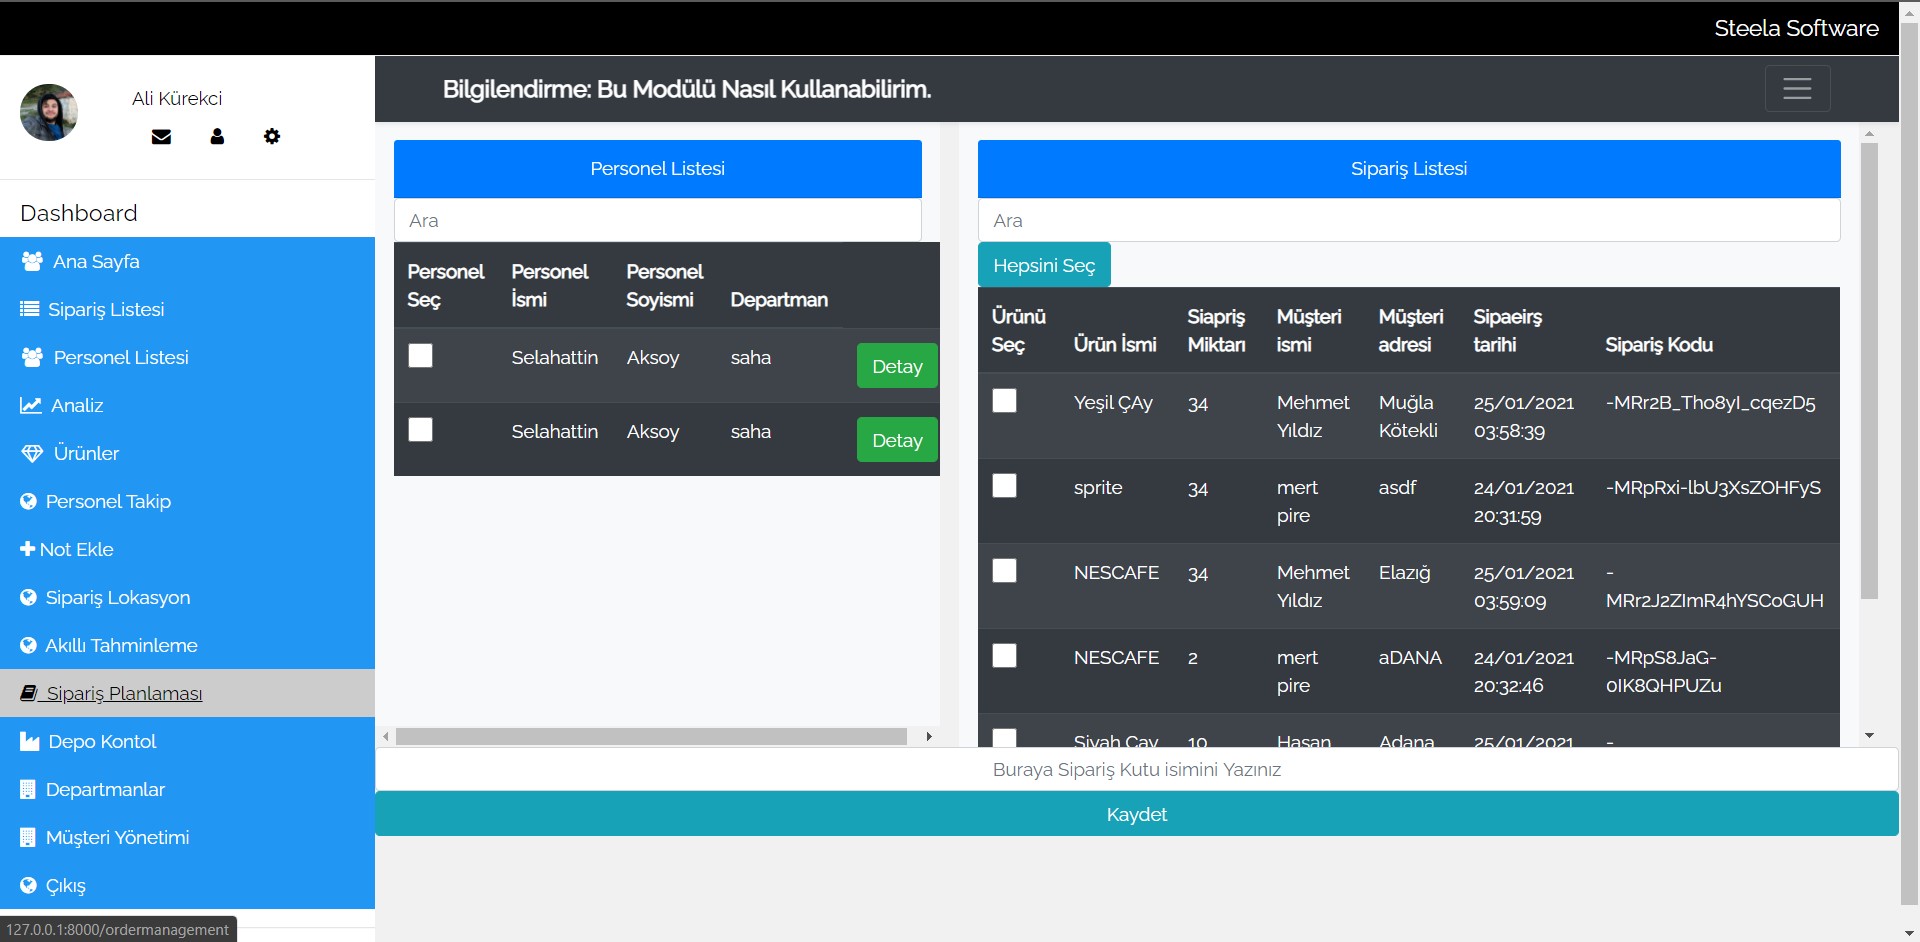 Steela Software
Ali Kürekci
Dashboard
Ana Sayfa
Sipariş Listesi
Personel Listesi
Analiz
Ürünler
Personel Takip
Not Ekle
Sipariş Lokasyon
Akıllı Tahminleme
Sipariş Planlaması
Depo Kontol
Departmanlar
Müşteri Yönetimi
Çıkış
127.0.0.1:8000/ordermanagement
Bilgilendirme: Bu Modülü Nasıl Kullanabilirim.
Personel Listesi
Ara
Personel Seç Personel İsmi Personel Soyismi Departman
Selahattin Aksoy saha Detay
Selahattin Aksoy saha Detay
Sipariş Listesi
Ara
Hepsini Seç
Ürünü Seç Ürün İsmi Siapriş Miktarı Müşteri ismi Müşteri adresi Sipaeirş tarihi Sipariş Kodu
Yeşil ÇAy 34 Mehmet Yıldız Muğla Kötekli 25/01/2021 03:58:39 -MRr2B_Tho8yI_cqezD5
sprite 34 mert pire asdf 24/01/2021 20:31:59 -MRpRxi-lbU3XsZOHFyS
NESCAFE 34 Mehmet Yıldız Elazığ 25/01/2021 03:59:09 -MRr2J2ZImR4hYSCoGUH
NESCAFE 2 mert pire aDANA 24/01/2021 20:32:46 -MRpS8JaG-0IK8QHPUZu
Siyah Çay 10 Hasan Adana 25/01/2021 -
Buraya Sipariş Kutu isimini Yazınız
Kaydet